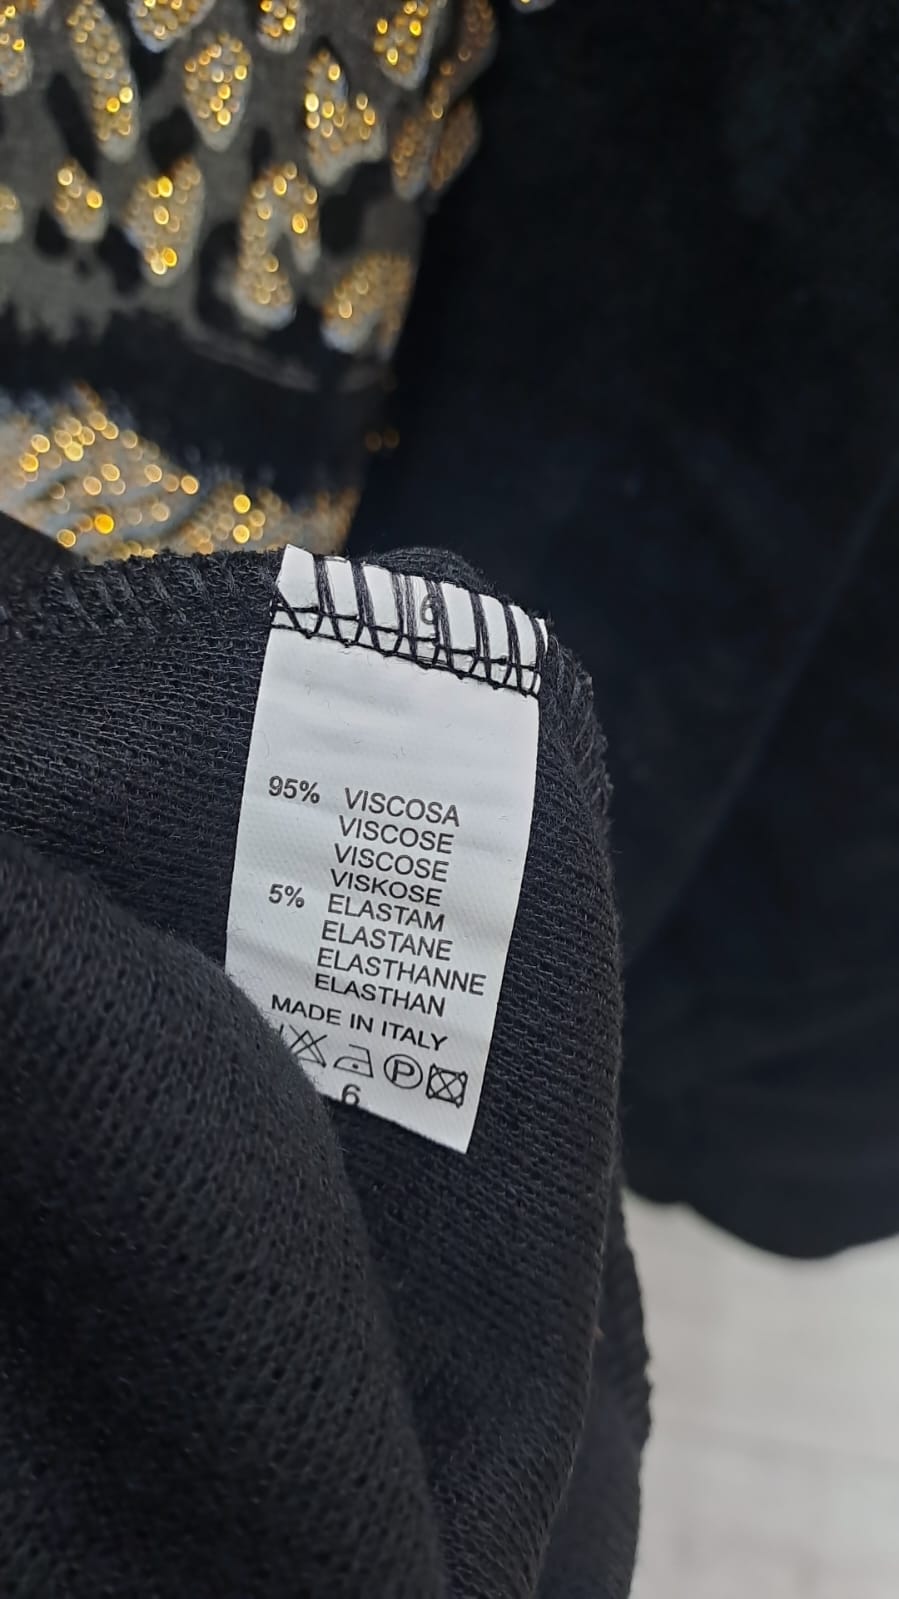 6
95% VISCOSA
VISCOSE
VISCOSE
VISKOSE
5% ELASTAM
ELASTANE
ELASTHANNE
ELASTHAN
MADE IN ITALY
P
6